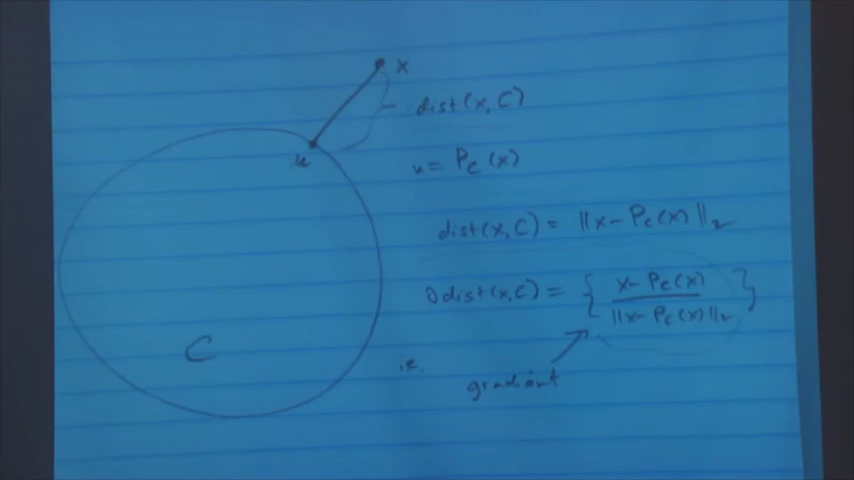 x
dist(x, C)
u
u = P_C(x)
dist(x, C) = ||x - P_C(x)||_2
∂dist(x, C) = { x - P_C(x) / ||x - P_C(x)||_2 }
C
gradient